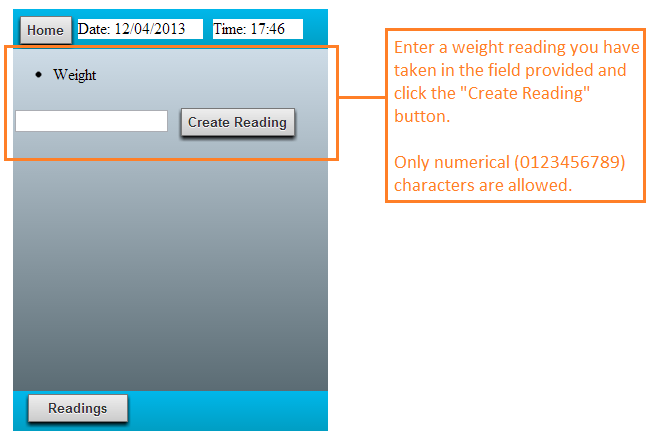 Home Date: 12/04/2013 Time: 17:46
Weight
Create Reading
Enter a weight reading you have
taken in the field provided and
click the "Create Reading"
button.
Only numerical (0123456789)
characters are allowed.
Readings